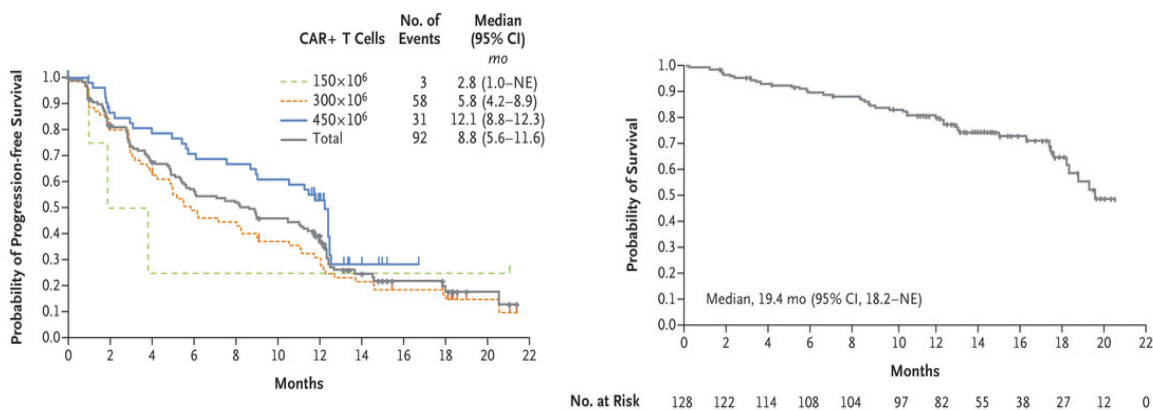 CAR+ T Cells No. of Events Median (95% CI)
mo
150×10⁶ 3 2.8 (1.0–NE)
300×10⁶ 58 5.8 (4.2–8.9)
450×10⁶ 31 12.1 (8.8–12.3)
Total 92 8.8 (5.6–11.6)
Probability of Progression-free Survival
1.0
0.9
0.8
0.7
0.6
0.5
0.4
0.3
0.2
0.1
0.0
0 2 4 6 8 10 12 14 16 18 20 22
Months
Probability of Survival
1.0
0.9
0.8
0.7
0.6
0.5
0.4
0.3
0.2
0.1
0.0
Median, 19.4 mo (95% CI, 18.2–NE)
0 2 4 6 8 10 12 14 16 18 20 22
Months
No. at Risk 128 122 114 108 104 97 82 55 38 27 12 0